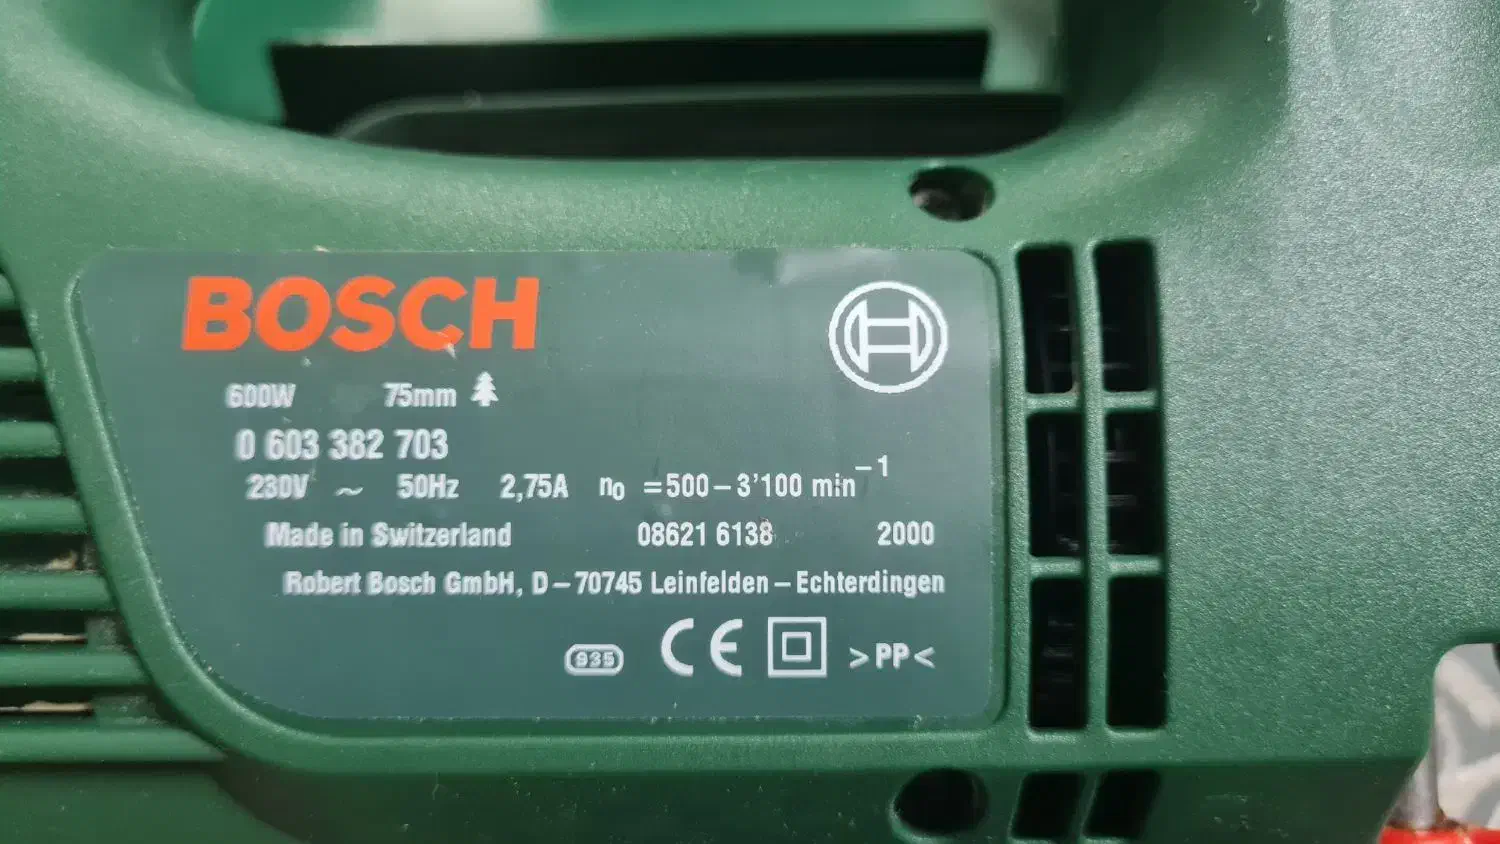 BOSCH
600W 75mm
0 603 382 703
230V ~ 50Hz 2,75A n₀ =500–3'100 min⁻¹
Made in Switzerland 08621 6138 2000
Robert Bosch GmbH, D–70745 Leinfelden–Echterdingen
935 CE >PP<